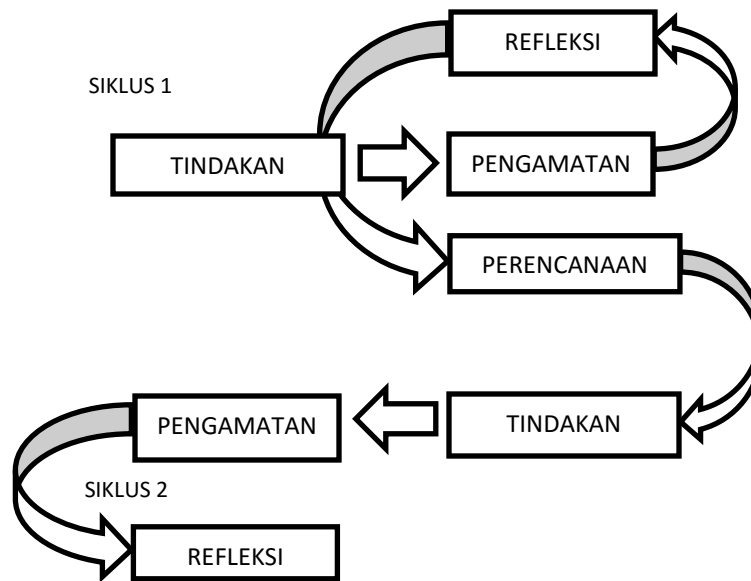 REFLEKSI
SIKLUS 1
TINDAKAN
PENGAMATAN
PERENCANAAN
PENGAMATAN
TINDAKAN
SIKLUS 2
REFLEKSI